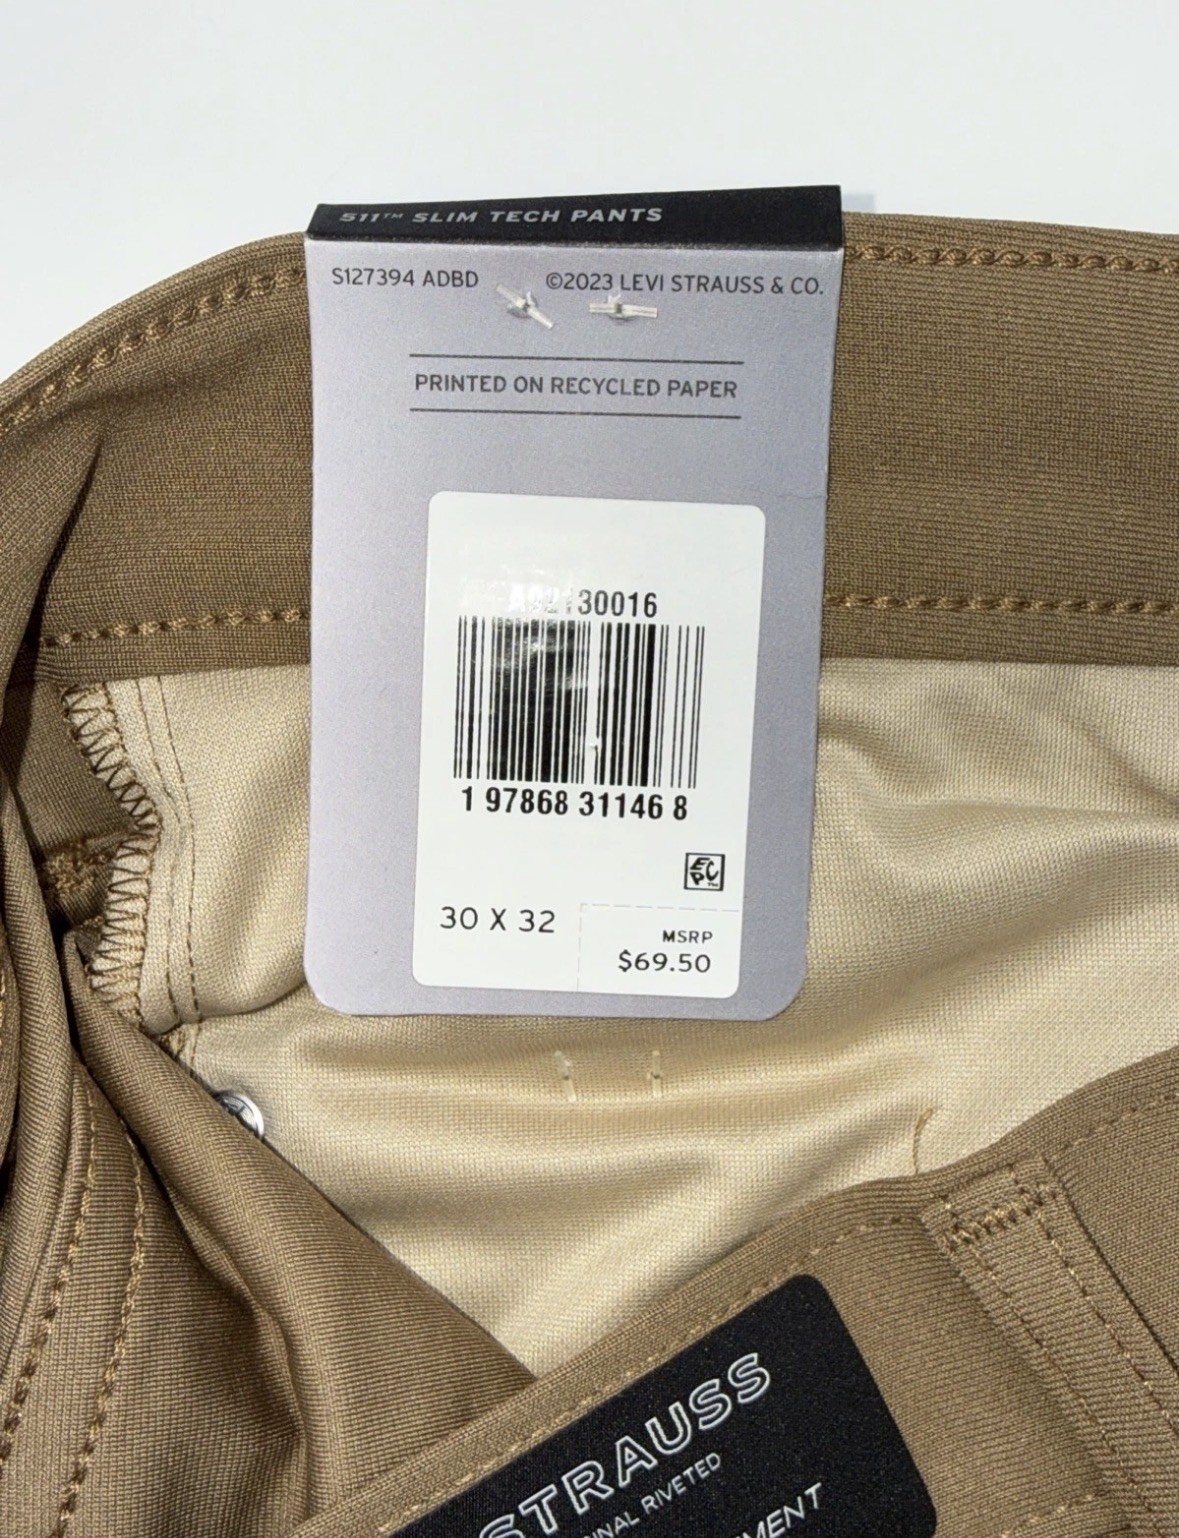 511™ SLIM TECH PANTS
S127394 ADBD ©2023 LEVI STRAUSS & CO.
PRINTED ON RECYCLED PAPER
1 97868 31146 8
EPC™
30 X 32
MSRP
$69.50
STRAUSS
RIVETED